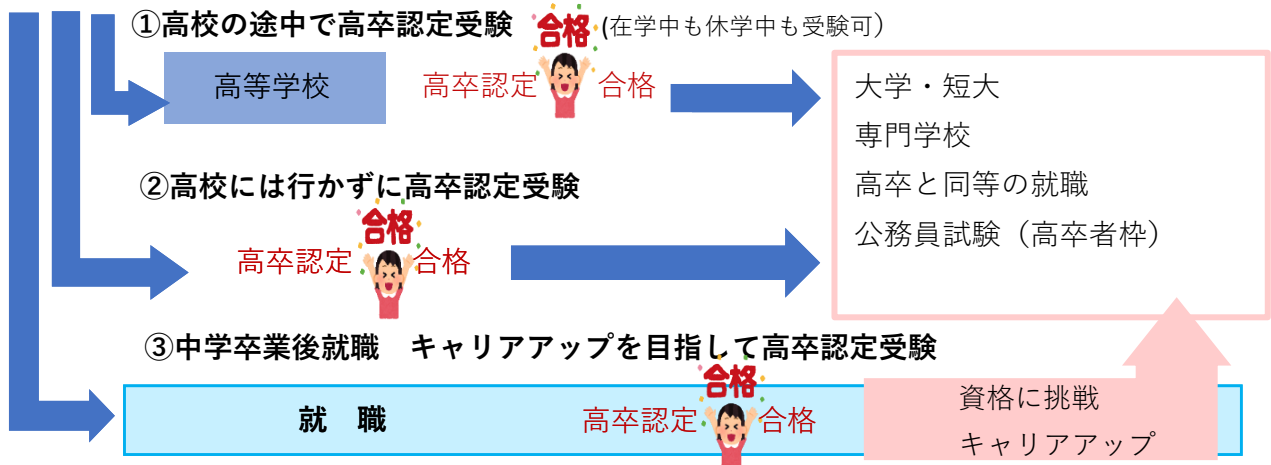 ①高校の途中で高卒認定受験 合格 (在学中も休学中も受験可)
高等学校 高卒認定 合格
大学・短大
専門学校
高卒と同等の就職
公務員試験（高卒者枠）
②高校には行かずに高卒認定受験
合格
高卒認定 合格
③中学卒業後就職　キャリアアップを目指して高卒認定受験
合格
就　職 高卒認定 合格
資格に挑戦
キャリアアップ